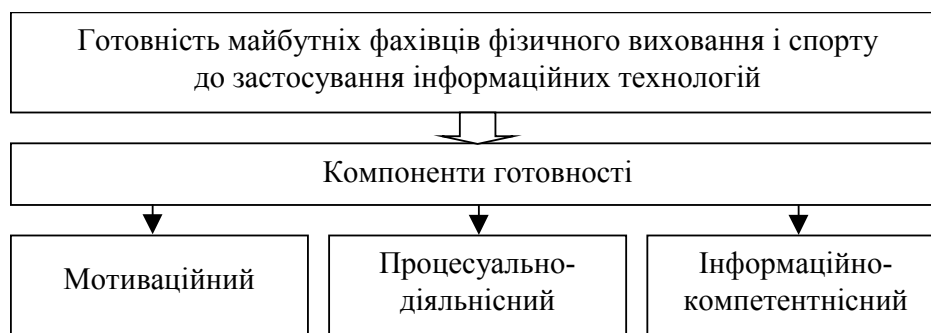 Готовність майбутніх фахівців фізичного виховання і спорту
до застосування інформаційних технологій
Компоненти готовності
Мотиваційний
Процесуально-
діяльнісний
Інформаційно-
компетентнісний